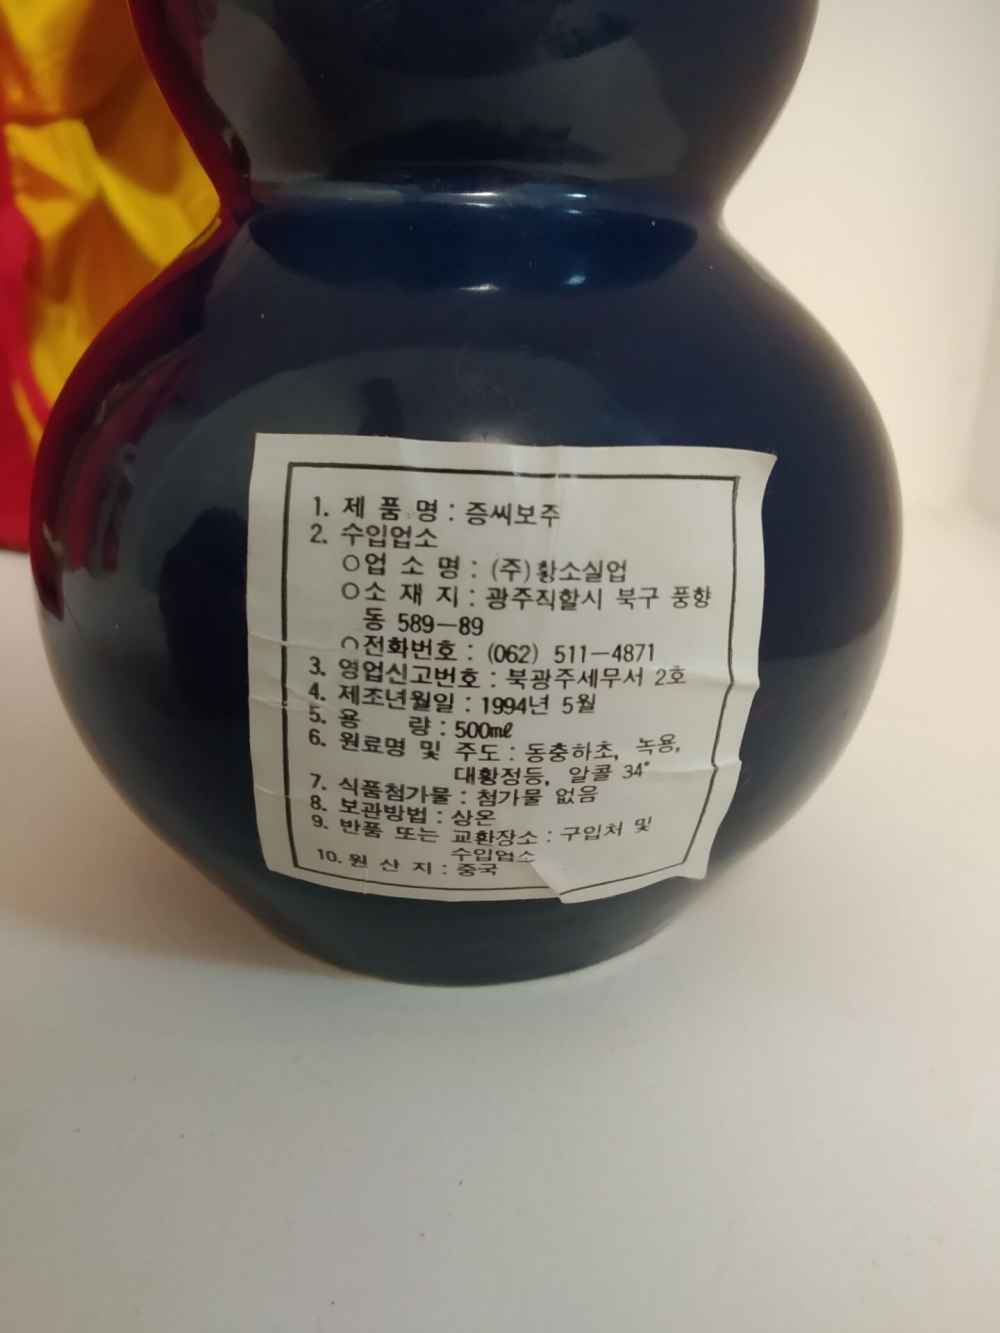 1. 제 품 명 : 증씨보주
2. 수입업소
○업 소 명 : (주)황소실업
○소 재 지 : 광주직할시 북구 풍향
동 589-89
○전화번호 : (062) 511-4871
3. 영업신고번호 : 북광주세무서 2호
4. 제조년월일 : 1994년 5월
5. 용 량 : 500㎖
6. 원료명 및 주도 : 동충하초, 녹용,
대황정등, 알콜 34°
7. 식품첨가물 : 첨가물 없음
8. 보관방법 : 상온
9. 반품 또는 교환장소 : 구입처 및
수입업소
10. 원 산 지 : 중국